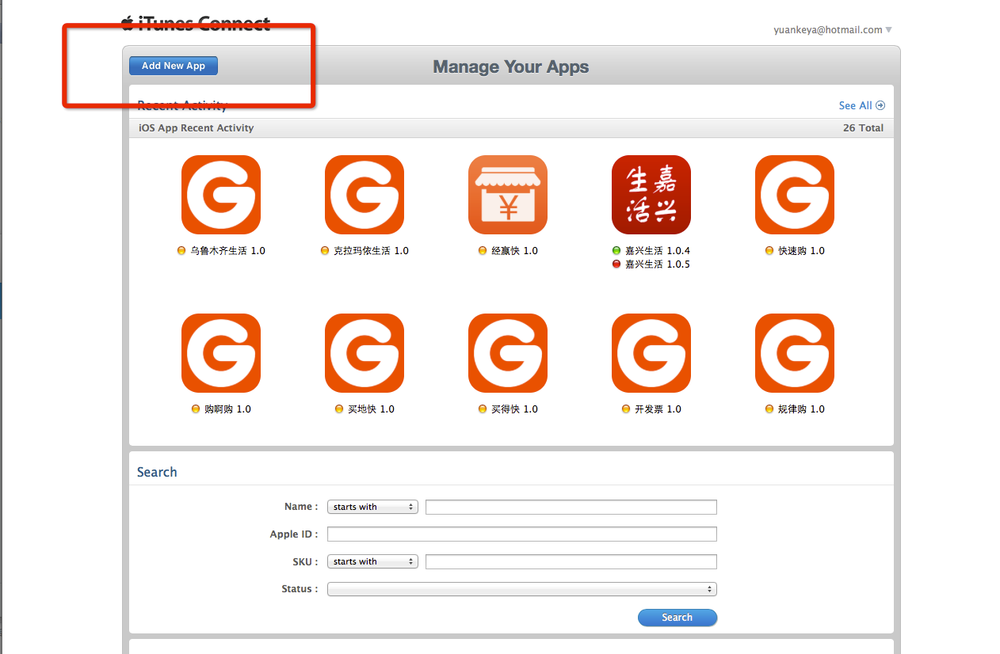 iTunes Connect
yuankeya@hotmail.com
Add New App
Manage Your Apps
Recent Activity
See All
iOS App Recent Activity
26 Total
生 嘉
活 兴
¥
乌鲁木齐生活 1.0
克拉玛依生活 1.0
经赢快 1.0
嘉兴生活 1.0.4
嘉兴生活 1.0.5
快速购 1.0
购啊购 1.0
买地快 1.0
买得快 1.0
开发票 1.0
规律购 1.0
Search
Name :
starts with
Apple ID :
SKU :
starts with
Status :
Search